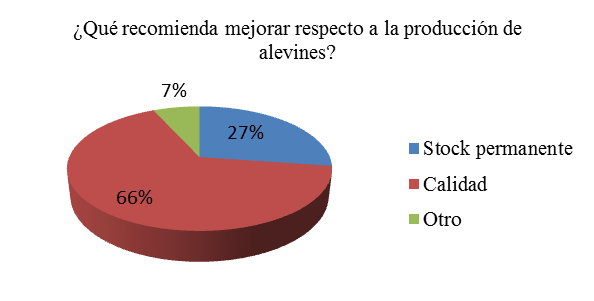 ¿Qué recomienda mejorar respecto a la producción de
alevines?
7%
27%
66%
Stock permanente
Calidad
Otro